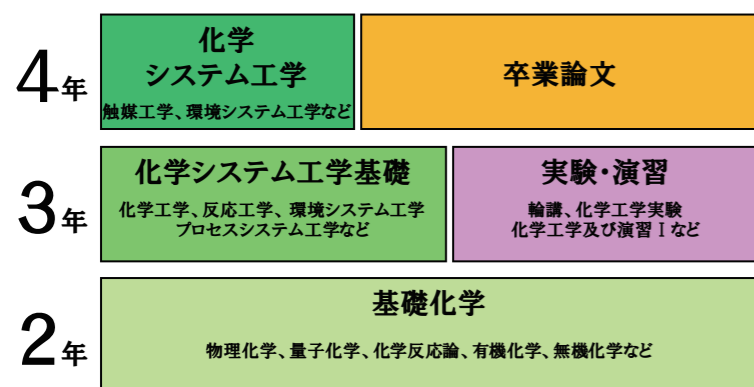 4年
化学
システム工学
触媒工学、環境システム工学など
卒業論文
3年
化学システム工学基礎
化学工学、反応工学、環境システム工学
プロセスシステム工学など
実験・演習
輪講、化学工学実験
化学工学及び演習Ⅰなど
2年
基礎化学
物理化学、量子化学、化学反応論、有機化学、無機化学など